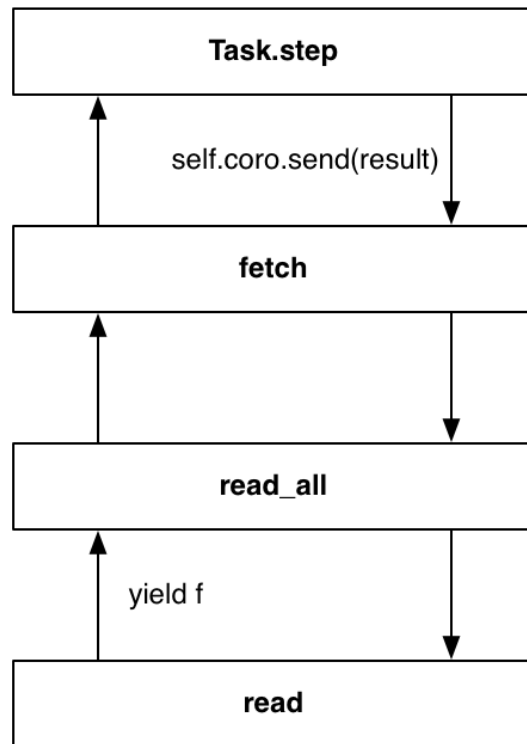 Task.step
self.coro.send(result)
fetch
read_all
yield f
read